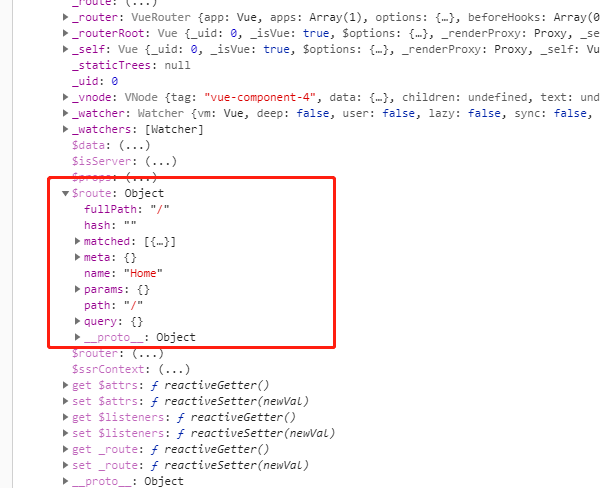 _route: (...)
_router: VueRouter {app: Vue, apps: Array(1), options: {…}, beforeHooks: Array(0
_routerRoot: Vue {_uid: 0, _isVue: true, $options: {…}, _renderProxy: Proxy, _se
_self: Vue {_uid: 0, _isVue: true, $options: {…}, _renderProxy: Proxy, _self: Vu
_staticTrees: null
_uid: 0
_vnode: VNode {tag: "vue-component-4", data: {…}, children: undefined, text: und
_watcher: Watcher {vm: Vue, deep: false, user: false, lazy: false, sync: false,
_watchers: [Watcher]
$data: (...)
$isServer: (...)
$props: (...)
$route: Object
fullPath: "/"
hash: ""
matched: [{…}]
meta: {}
name: "Home"
params: {}
path: "/"
query: {}
__proto__: Object
$router: (...)
$ssrContext: (...)
get $attrs: ƒ reactiveGetter()
set $attrs: ƒ reactiveSetter(newVal)
get $listeners: ƒ reactiveGetter()
set $listeners: ƒ reactiveSetter(newVal)
get _route: ƒ reactiveGetter()
set _route: ƒ reactiveSetter(newVal)
__proto__: Object